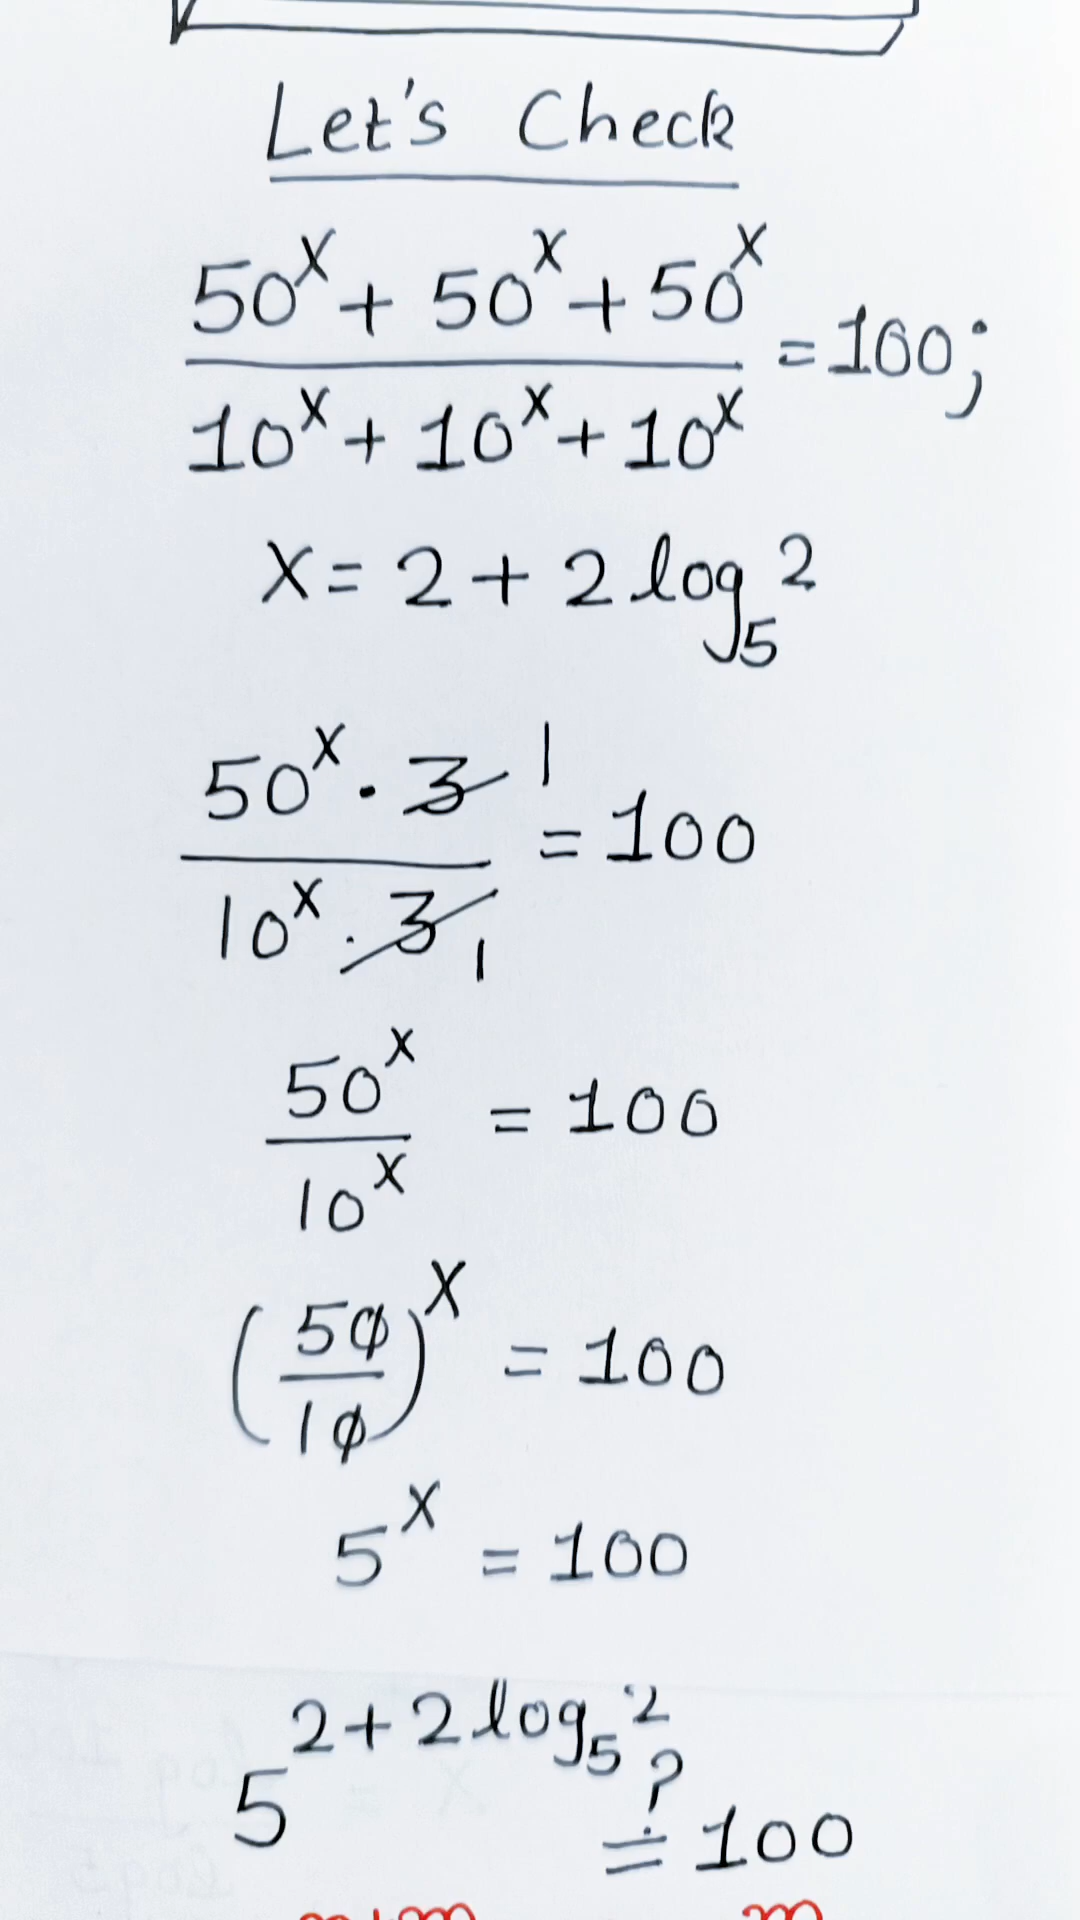 Let's Check
50^x + 50^x + 50^x
= 100;
10^x + 10^x + 10^x
x = 2 + 2 log_5 2
50^x . 3 1
= 100
10^x . 3 1
50^x
= 100
10^x
(50/10)^x = 100
5^x = 100
5^(2+2 log_5 2) ≟ 100